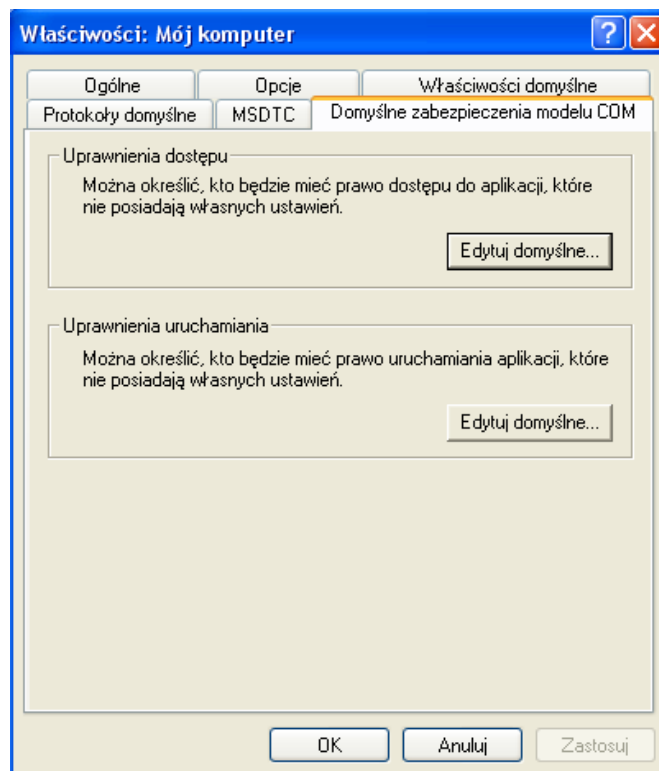 Właściwości: Mój komputer
Ogólne
Opcje
Właściwości domyślne
Protokoły domyślne
MSDTC
Domyślne zabezpieczenia modelu COM
Uprawnienia dostępu
Można określić, kto będzie mieć prawo dostępu do aplikacji, które
nie posiadają własnych ustawień.
Edytuj domyślne...
Uprawnienia uruchamiania
Można określić, kto będzie mieć prawo uruchamiania aplikacji, które
nie posiadają własnych ustawień.
Edytuj domyślne...
OK
Anuluj
Zastosuj